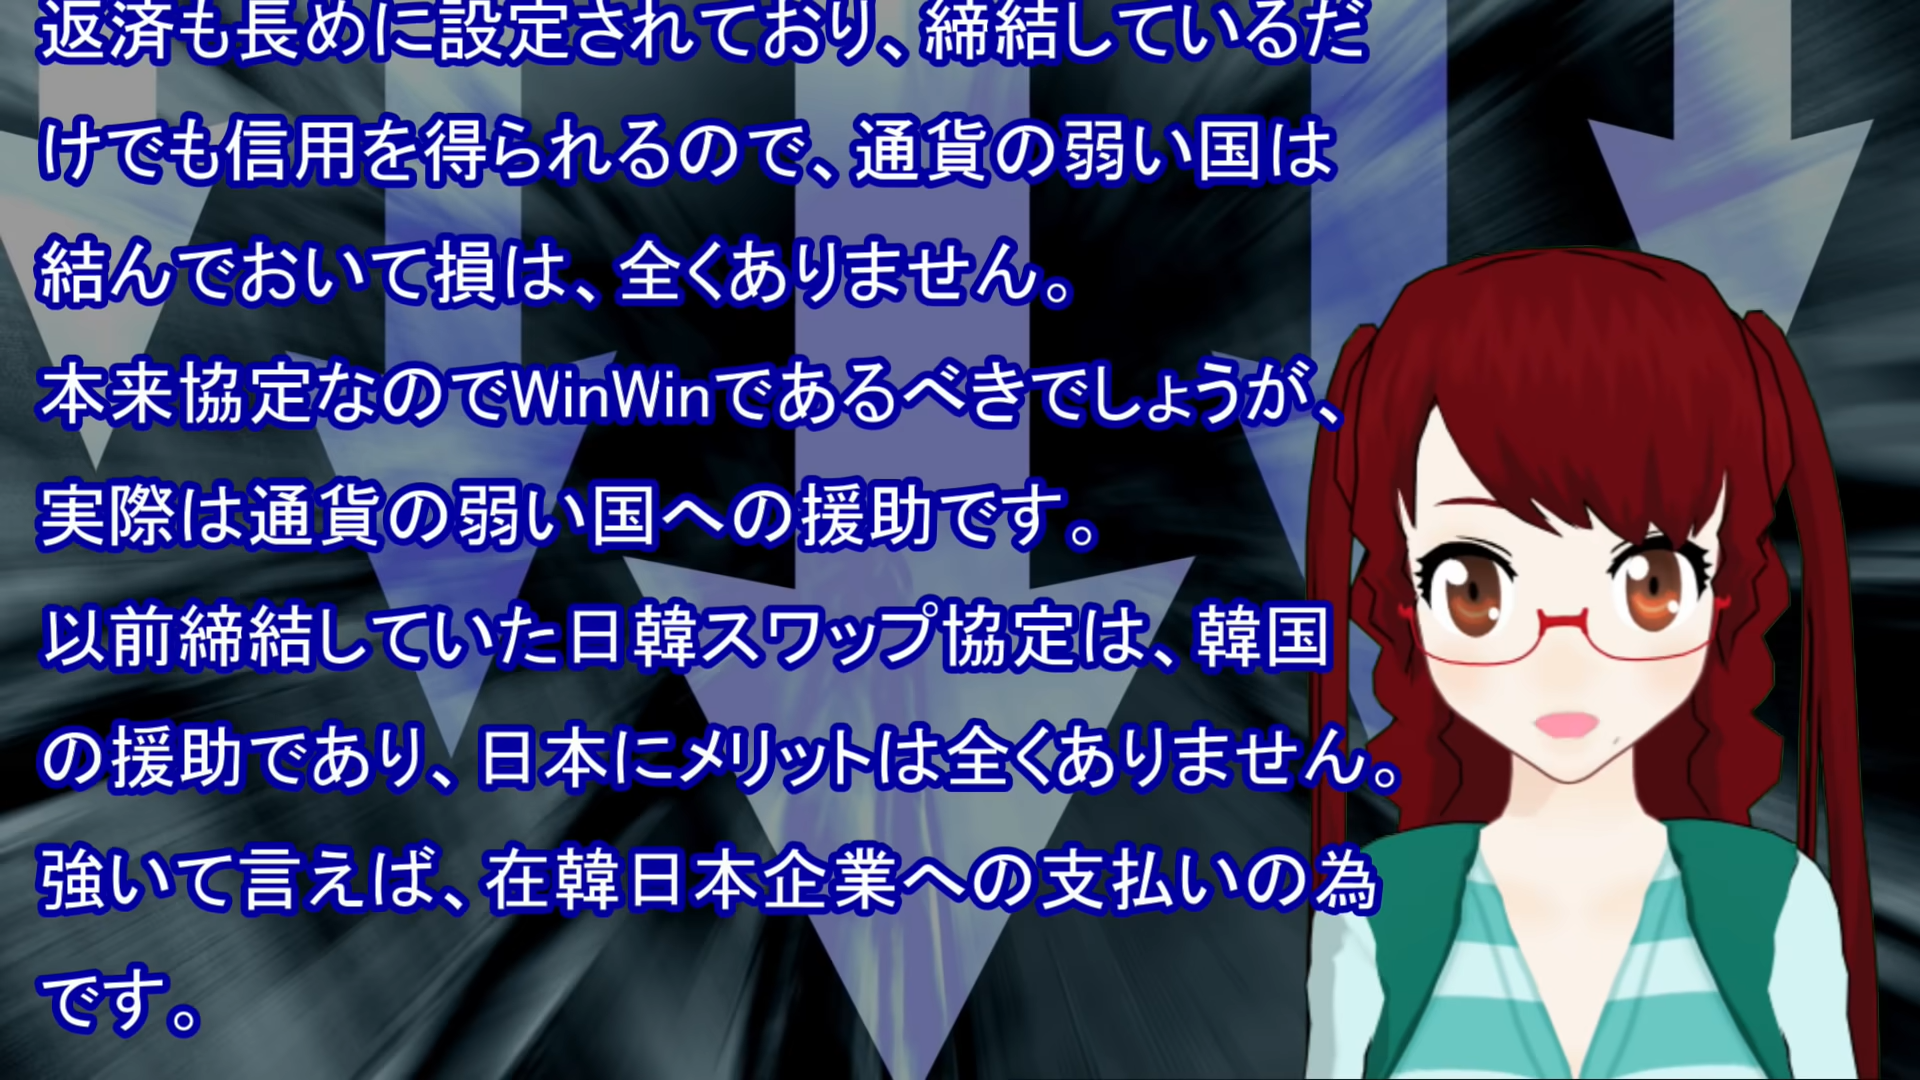 返済も長めに設定されており、締結しているだ
けでも信用を得られるので、通貨の弱い国は
結んでおいて損は、全くありません。
本来協定なのでWinWinであるべきでしょうが、
実際は通貨の弱い国への援助です。
以前締結していた日韓スワップ協定は、韓国
の援助であり、日本にメリットは全くありません。
強いて言えば、在韓日本企業への支払いの為
です。